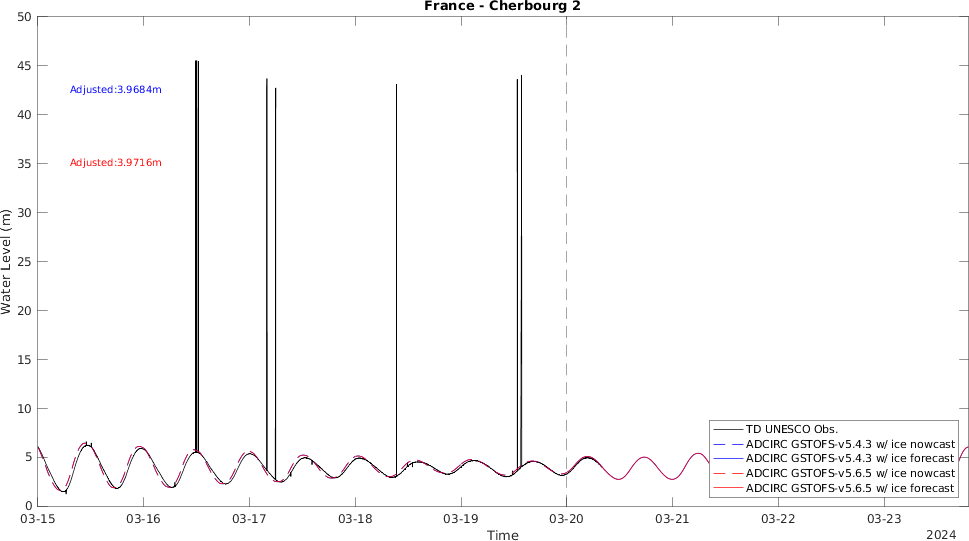 France - Cherbourg 2
50
45
40
35
30
25
20
15
10
5
0
Water Level (m)
Adjusted:3.9684m
Adjusted:3.9716m
TD UNESCO Obs.
ADCIRC GSTOFS-v5.4.3 w/ ice nowcast
ADCIRC GSTOFS-v5.4.3 w/ ice forecast
ADCIRC GSTOFS-v5.6.5 w/ ice nowcast
ADCIRC GSTOFS-v5.6.5 w/ ice forecast
03-15 03-16 03-17 03-18 03-19 03-20 03-21 03-22 03-23
Time
2024